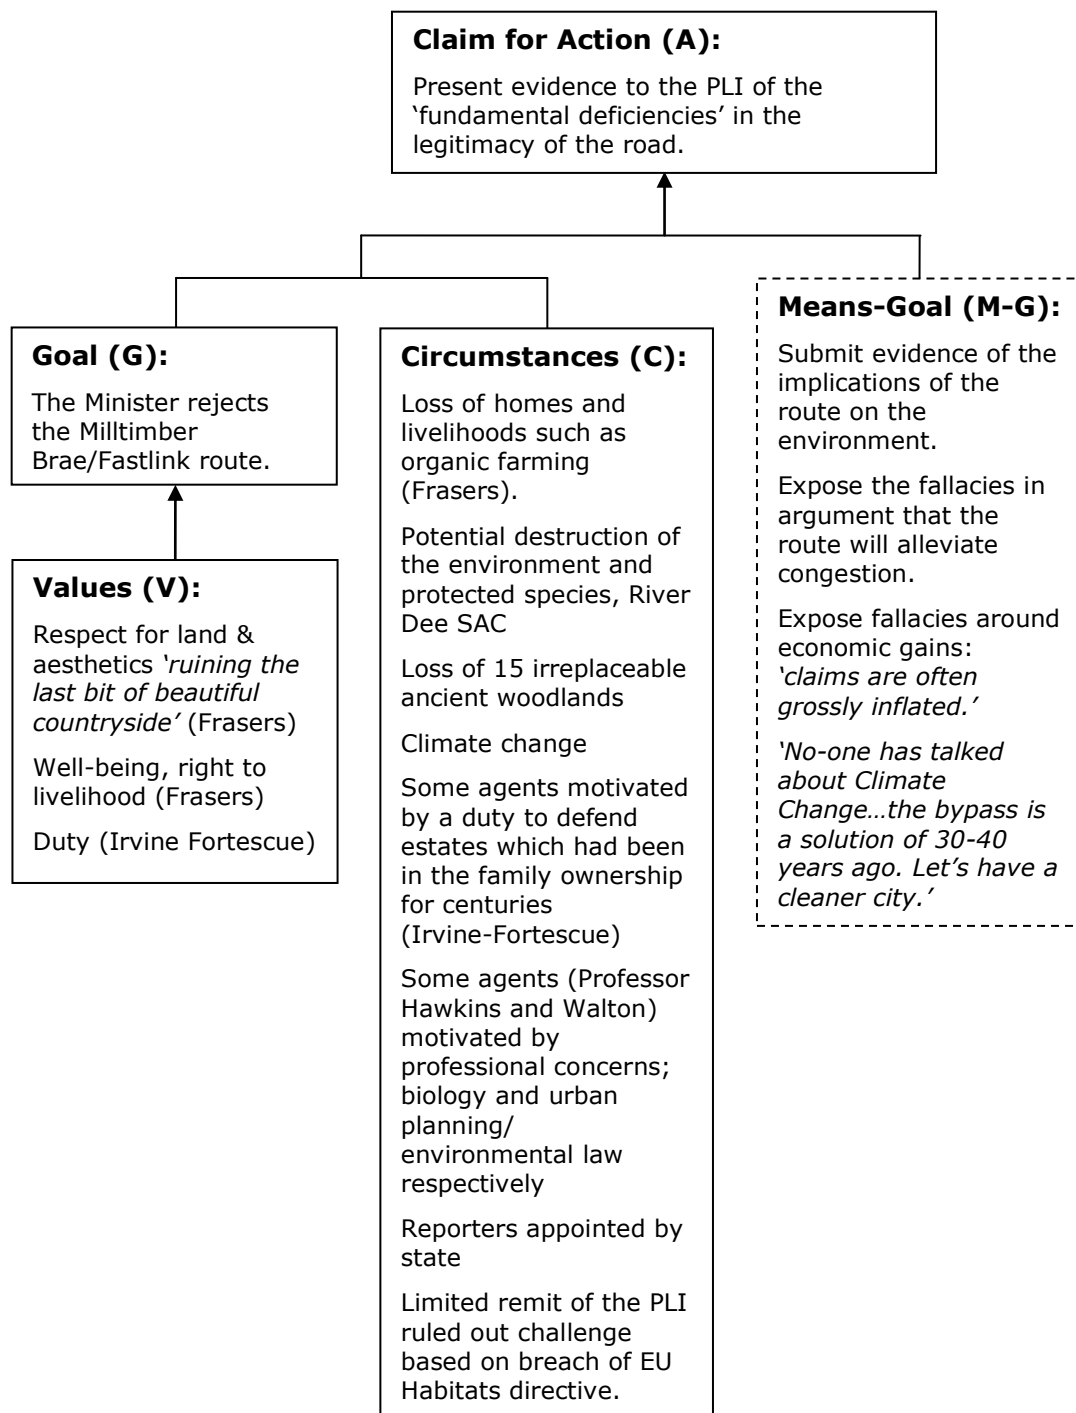 Claim for Action (A):
Present evidence to the PLI of the
‘fundamental deficiencies’ in the
legitimacy of the road.
Goal (G):
The Minister rejects
the Milltimber
Brae/Fastlink route.
Values (V):
Respect for land &
aesthetics ‘ruining the
last bit of beautiful
countryside’ (Frasers)
Well-being, right to
livelihood (Frasers)
Duty (Irvine Fortescue)
Circumstances (C):
Loss of homes and
livelihoods such as
organic farming
(Frasers).
Potential destruction of
the environment and
protected species, River
Dee SAC
Loss of 15 irreplaceable
ancient woodlands
Climate change
Some agents motivated
by a duty to defend
estates which had been
in the family ownership
for centuries
(Irvine-Fortescue)
Some agents (Professor
Hawkins and Walton)
motivated by
professional concerns;
biology and urban
planning/
environmental law
respectively
Reporters appointed by
state
Limited remit of the PLI
ruled out challenge
based on breach of EU
Habitats directive.
Means-Goal (M-G):
Submit evidence of the
implications of the
route on the
environment.
Expose the fallacies in
argument that the
route will alleviate
congestion.
Expose fallacies around
economic gains:
‘claims are often
grossly inflated.’
‘No-one has talked
about Climate
Change…the bypass is
a solution of 30-40
years ago. Let’s have a
cleaner city.’